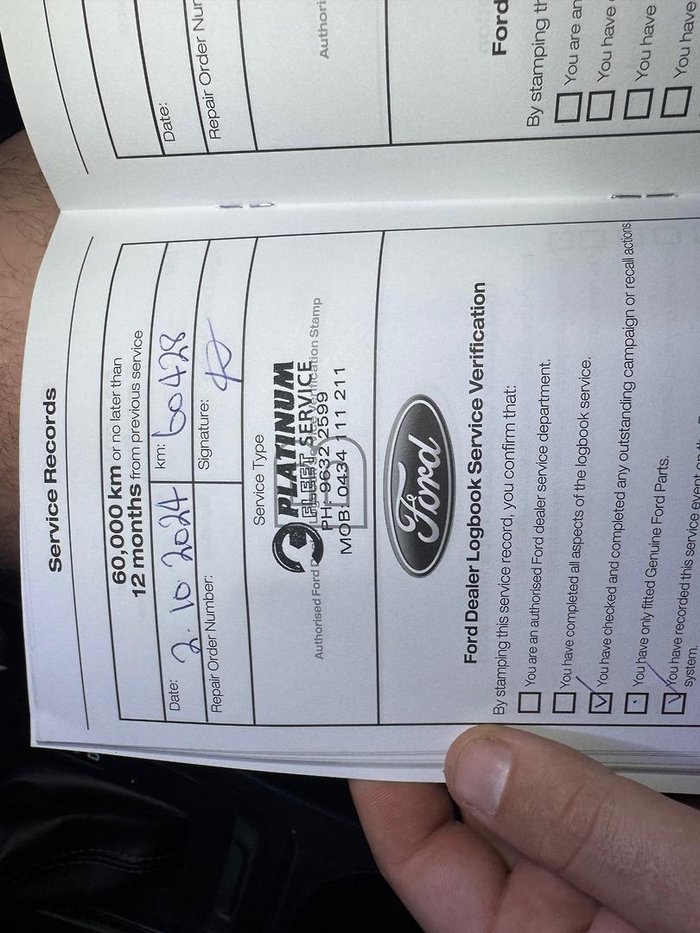 Service Records
60,000 km or no later than
12 months from previous service
Date: 2.10.2024 km: 60428
Repair Order Number: Signature:
Service Type
PLATINUM
FLEET SERVICE
PH: 9632 2599
Authorised Ford
MOB: 0434 111 211
Ford
Ford Dealer Logbook Service Verification
By stamping this service record, you confirm that:
You are an authorised Ford dealer service department.
You have completed all aspects of the logbook service.
You have checked and completed any outstanding campaign or recall actions
You have only fitted Genuine Ford Parts.
You have recorded this service event
system.
Date:
Repair Order
Ford
By stamping
You are an
You have
You have
You have